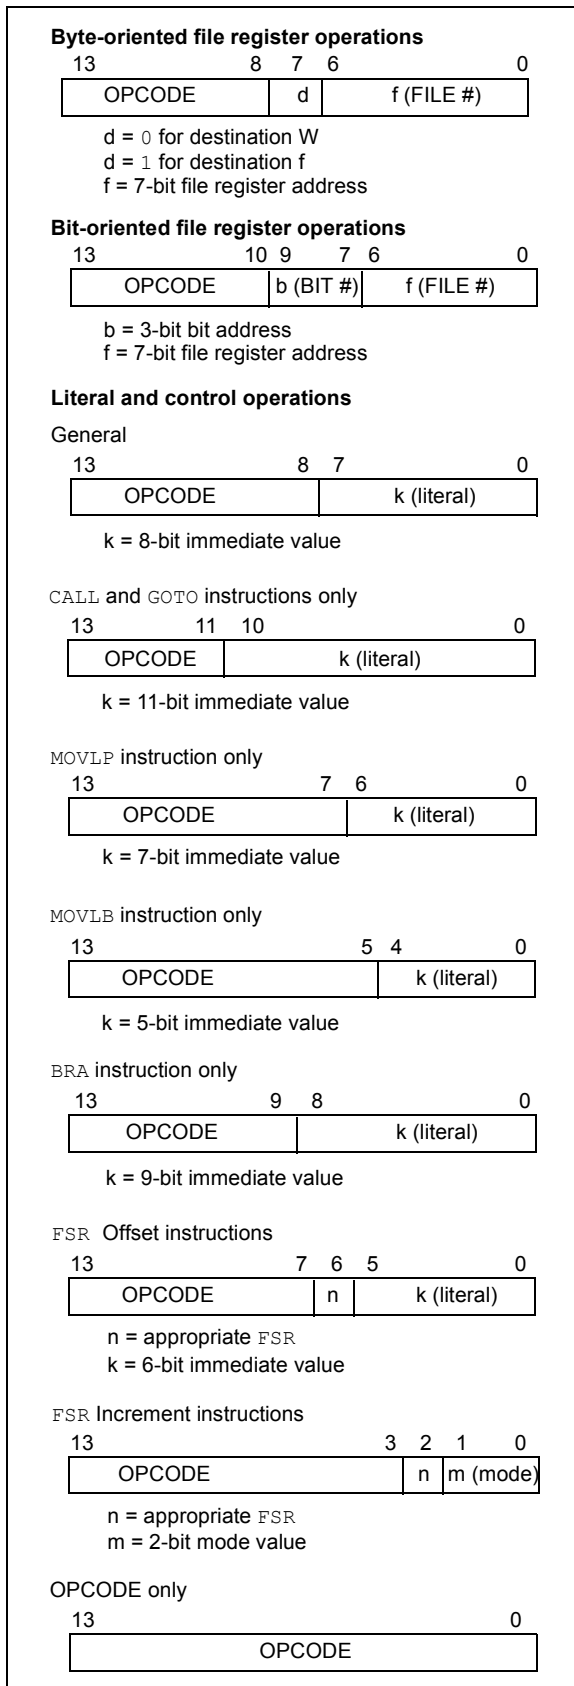 Byte-oriented file register operations
13 8 7 6 0
OPCODE d f (FILE #)
d = 0 for destination W
d = 1 for destination f
f = 7-bit file register address
Bit-oriented file register operations
13 10 9 7 6 0
OPCODE b (BIT #) f (FILE #)
b = 3-bit bit address
f = 7-bit file register address
Literal and control operations
General
13 8 7 0
OPCODE k (literal)
k = 8-bit immediate value
CALL and GOTO instructions only
13 11 10 0
OPCODE k (literal)
k = 11-bit immediate value
MOVLP instruction only
13 7 6 0
OPCODE k (literal)
k = 7-bit immediate value
MOVLB instruction only
13 5 4 0
OPCODE k (literal)
k = 5-bit immediate value
BRA instruction only
13 9 8 0
OPCODE k (literal)
k = 9-bit immediate value
FSR Offset instructions
13 7 6 5 0
OPCODE n k (literal)
n = appropriate FSR
k = 6-bit immediate value
FSR Increment instructions
13 3 2 1 0
OPCODE n m (mode)
n = appropriate FSR
m = 2-bit mode value
OPCODE only
13 0
OPCODE